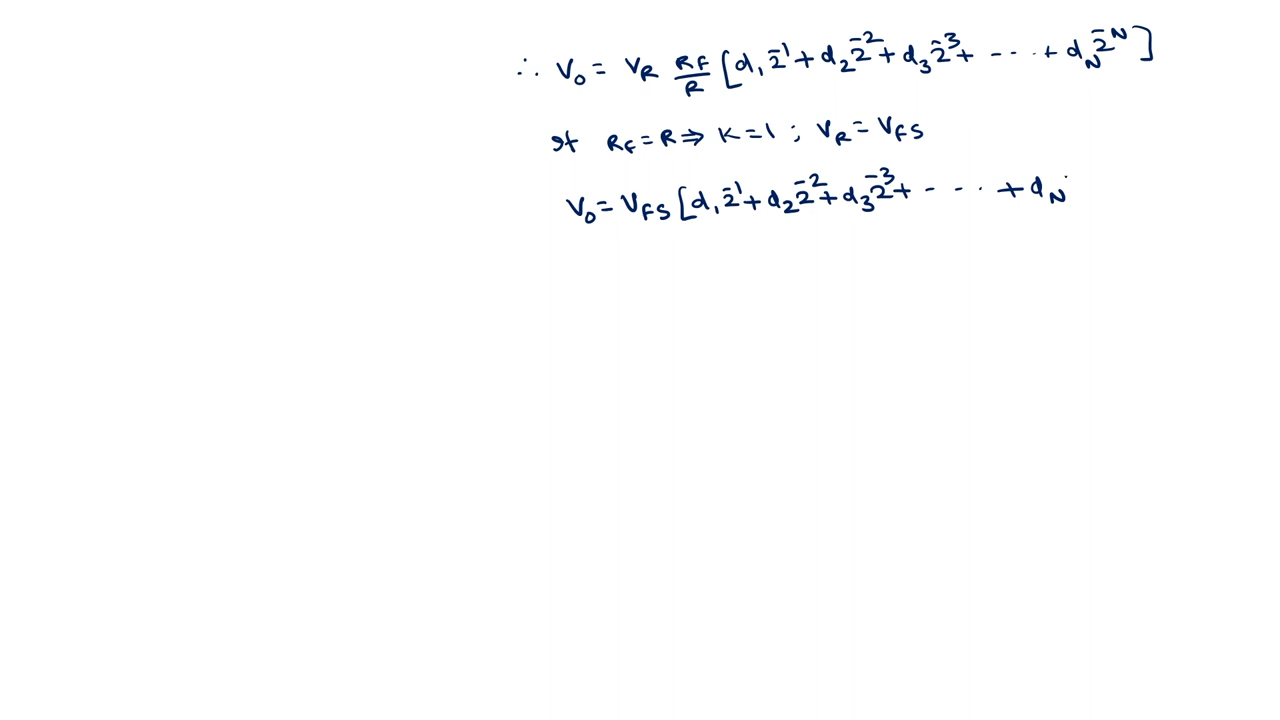 ∴ V₀ = V_R R_F/R [d₁2⁻¹ + d₂2⁻² + d₃2⁻³ + - - - - + d_N2⁻ᴺ]
If R_F = R ⇒ K = 1 ; V_R = V_FS
V₀ = V_FS [d₁2⁻¹ + d₂2⁻² + d₃2⁻³ + - - - - + d_N